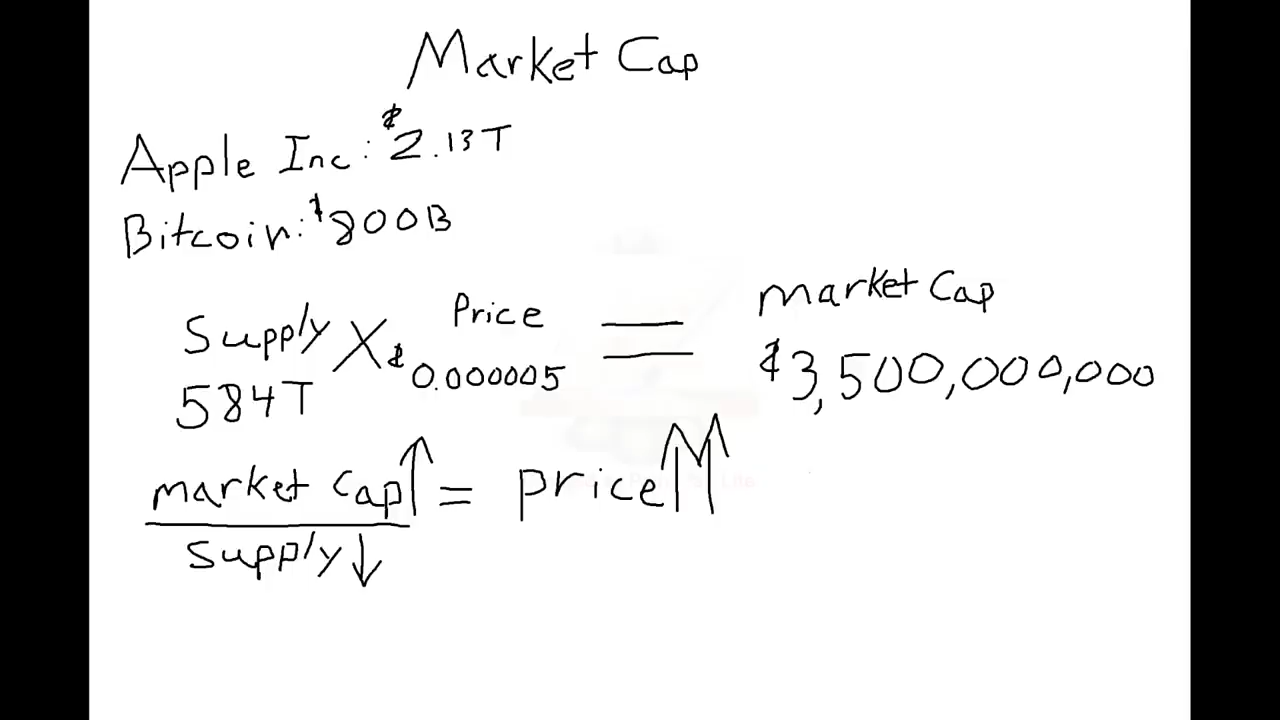 Market Cap
Apple Inc: $2.13T
Bitcoin: $800B
Supply X Price = market Cap
584T $0.000005 $3,500,000,000
market Cap↑ = price↑↑
Supply↓